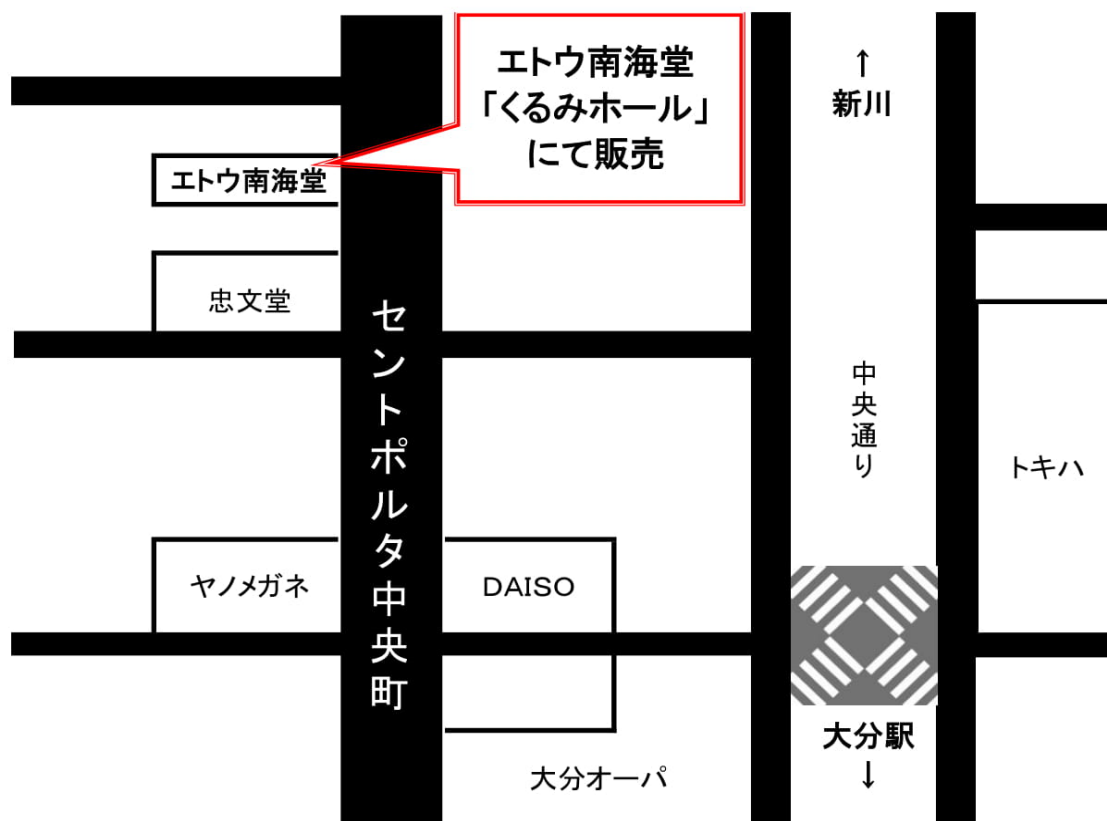 エトウ南海堂
「くるみホール」
にて販売
↑
新川
エトウ南海堂
忠文堂
セントポルタ中央町
中央通り
トキハ
ヤノメガネ
DAISO
大分駅
↓
大分オーパ